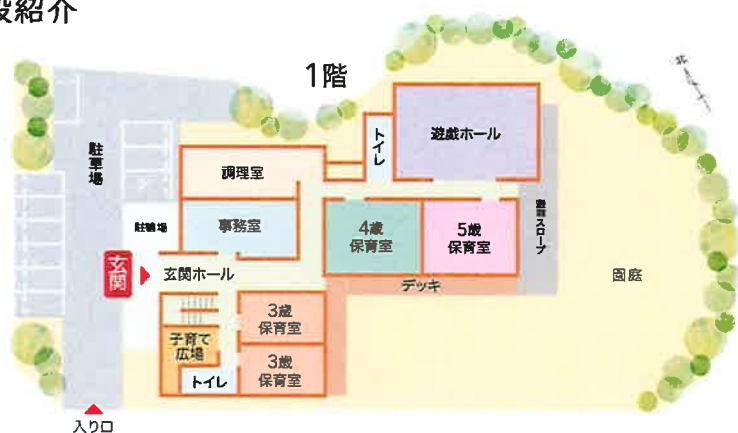 設紹介
1階
北
駐車場
トイレ
遊戯ホール
調理室
駐輪場
事務室
4歳
保育室
5歳
保育室
スロープ
玄関
玄関ホール
デッキ
園庭
3歳
保育室
子育て
広場
3歳
保育室
トイレ
入り口